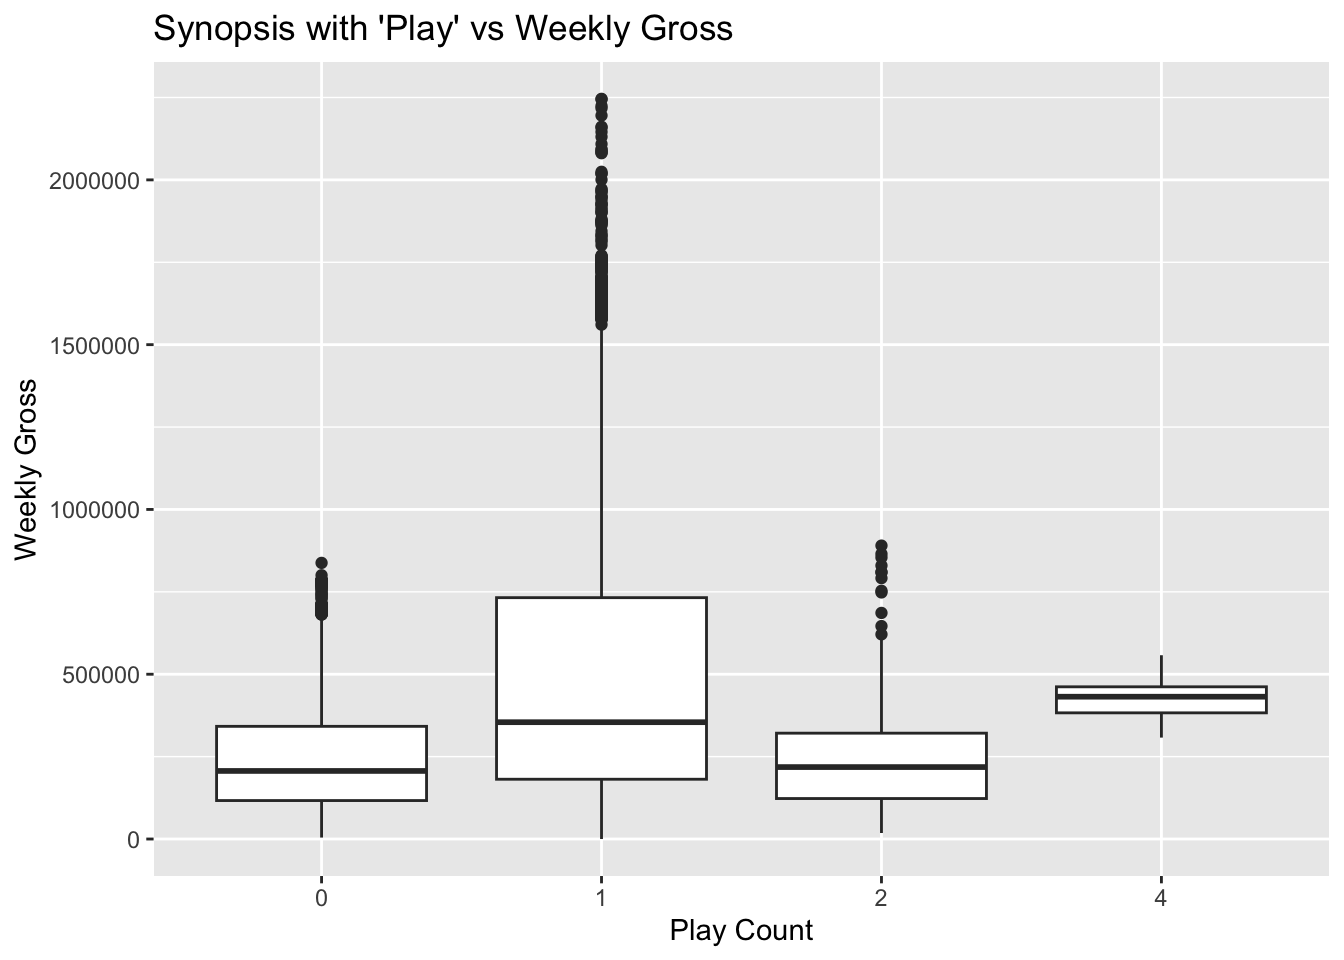 Synopsis with 'Play' vs Weekly Gross
Weekly Gross
2000000
1500000
1000000
500000
0
0 1 2 4
Play Count